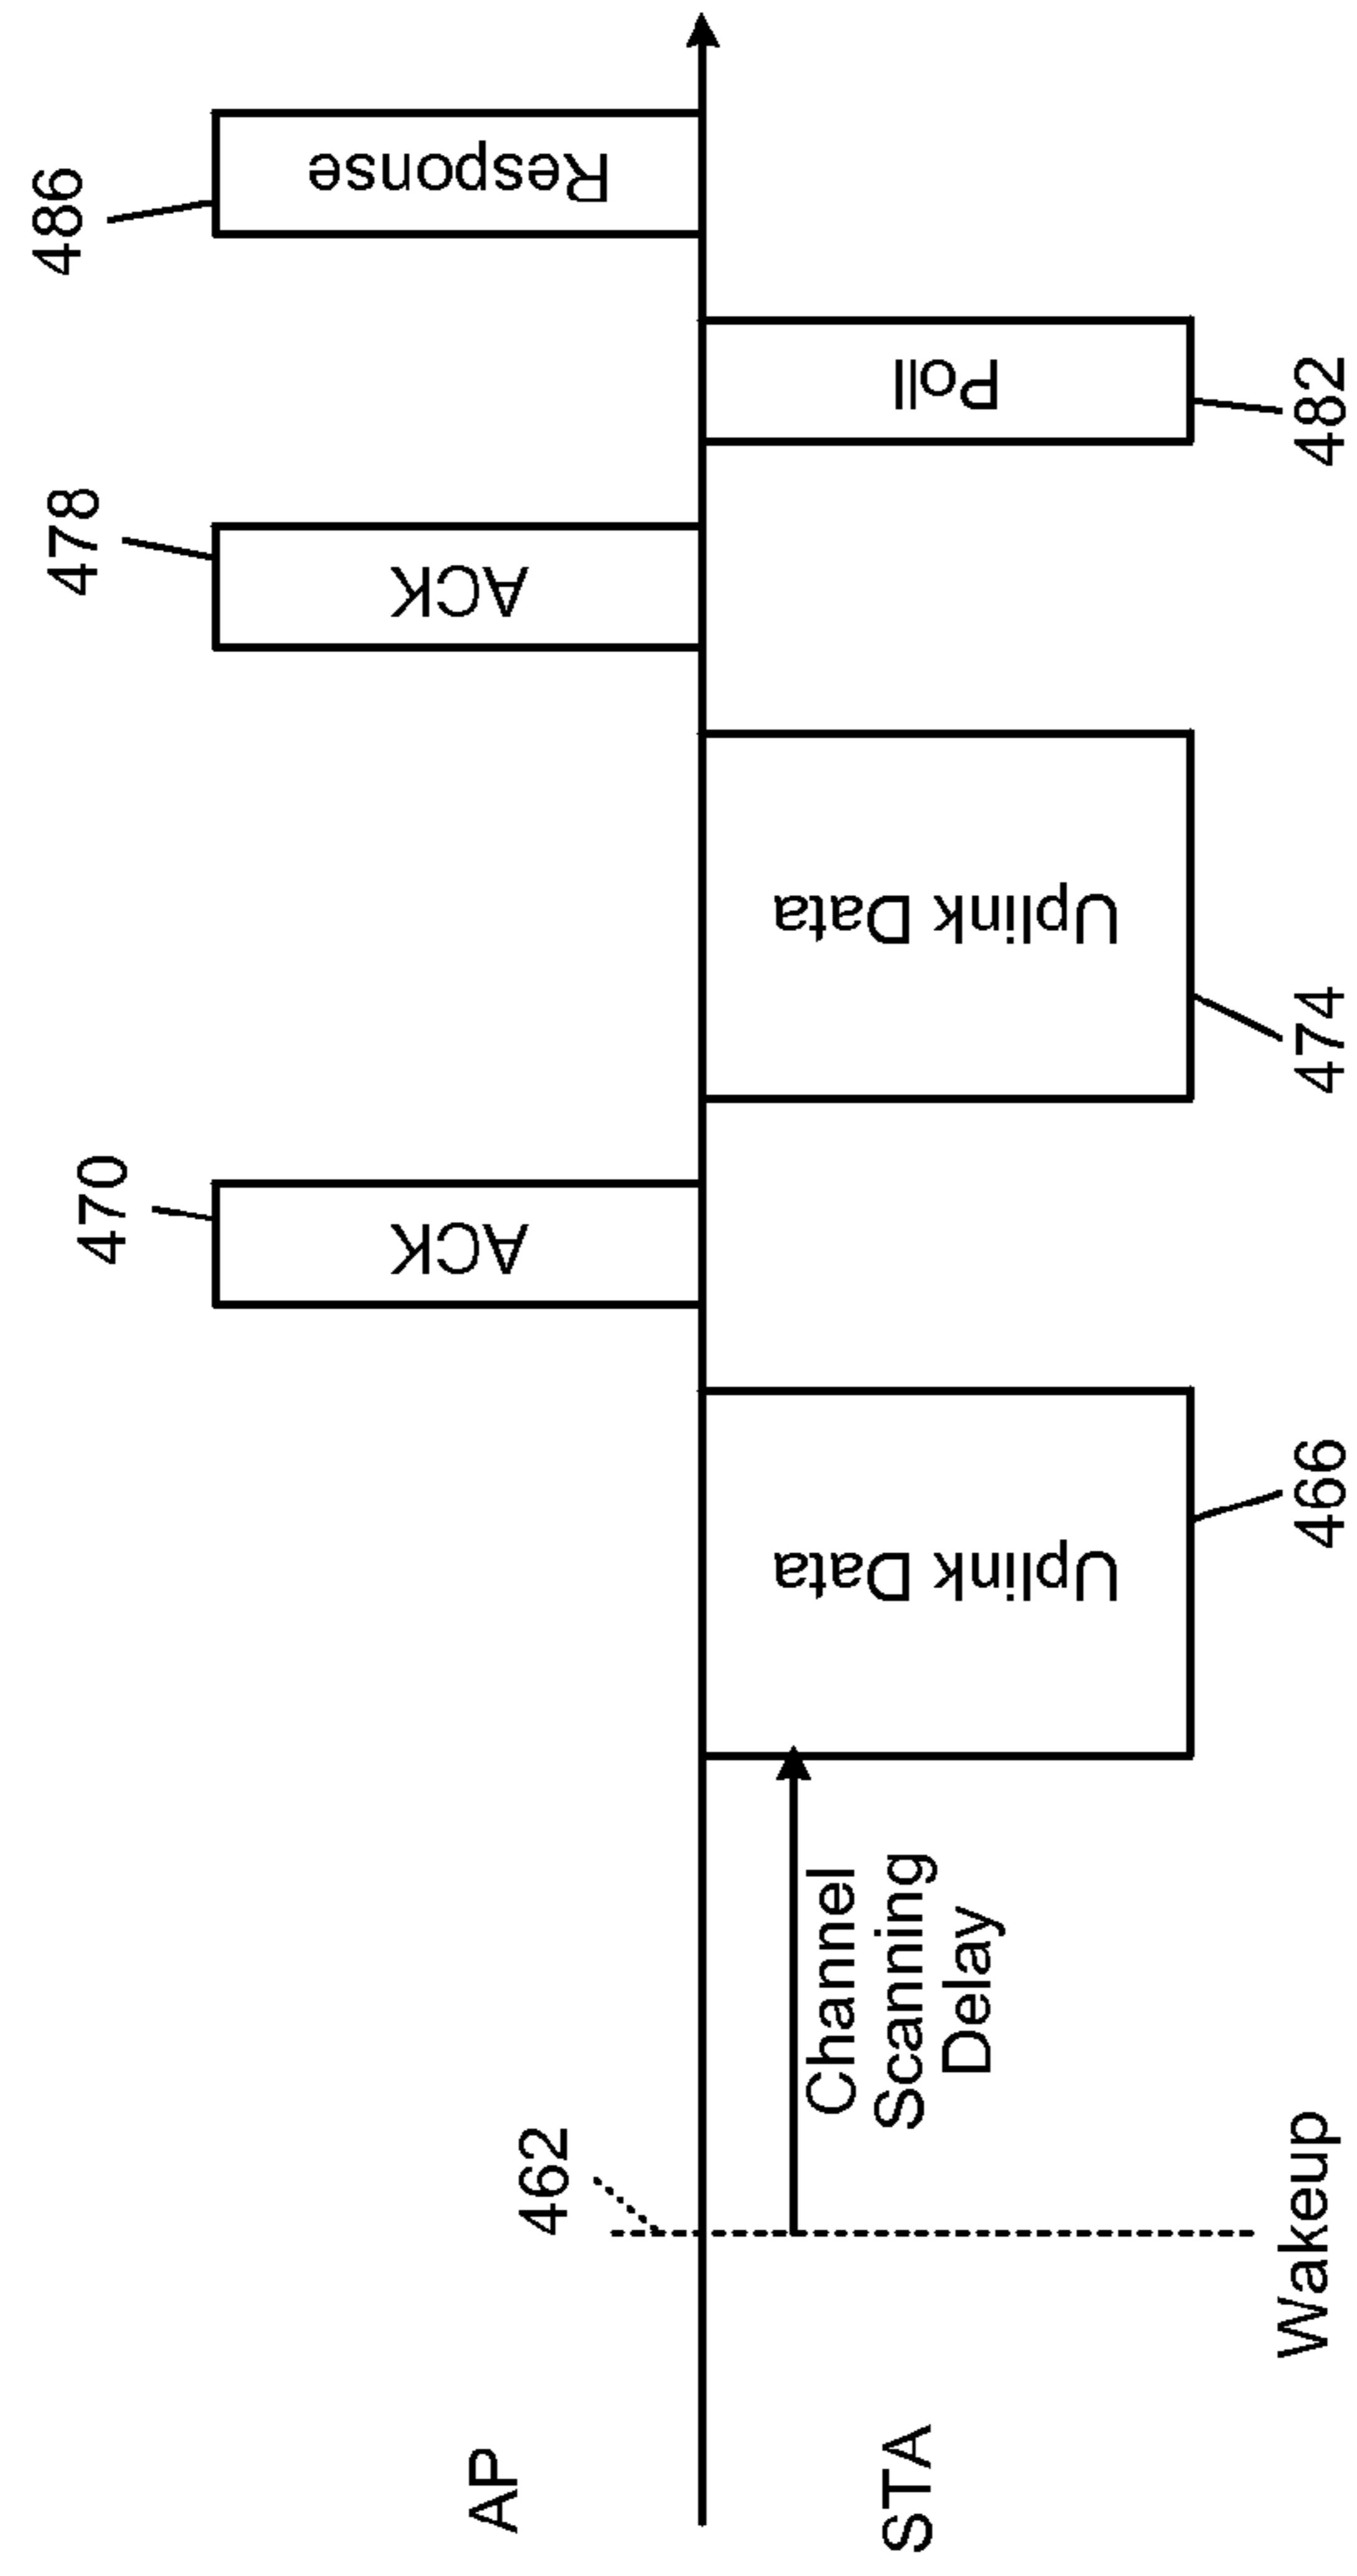 470
478
486
462
AP
ACK
ACK
Response
Channel
Scanning
Delay
STA
Uplink Data
Uplink Data
Poll
Wakeup
466
474
482